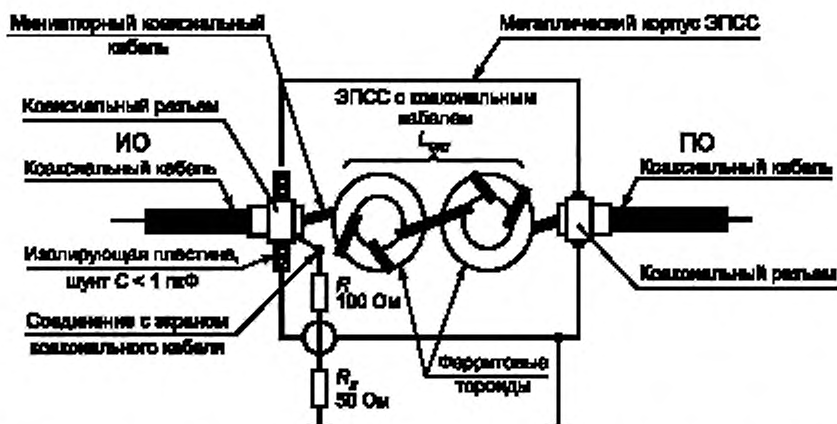 Миниатюрный коаксиальный
кабель
Металлический корпус ЭПСС
Коаксиальный разъем
ЭПСС с коаксиальным
кабелем
ИО
ПО
Коаксиальный кабель
Коаксиальный кабель
Изолирующая пластина,
шунт С < 1 пкФ
Коаксиальный разъем
R
100 Ом
Соединение с экраном
коаксиального кабеля
Ферритовые
тороиды
50 Ом